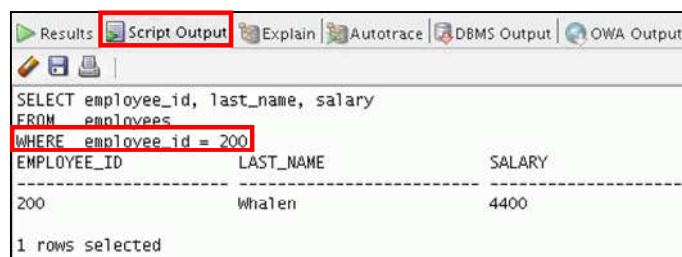 Results Script Output Explain Autotrace DBMS Output OWA Output
SELECT employee_id, last_name, salary
FROM employees
WHERE employee_id = 200
EMPLOYEE_ID LAST_NAME SALARY
---------------------- ------------------------- ----------------------
200 Whalen 4400
1 rows selected